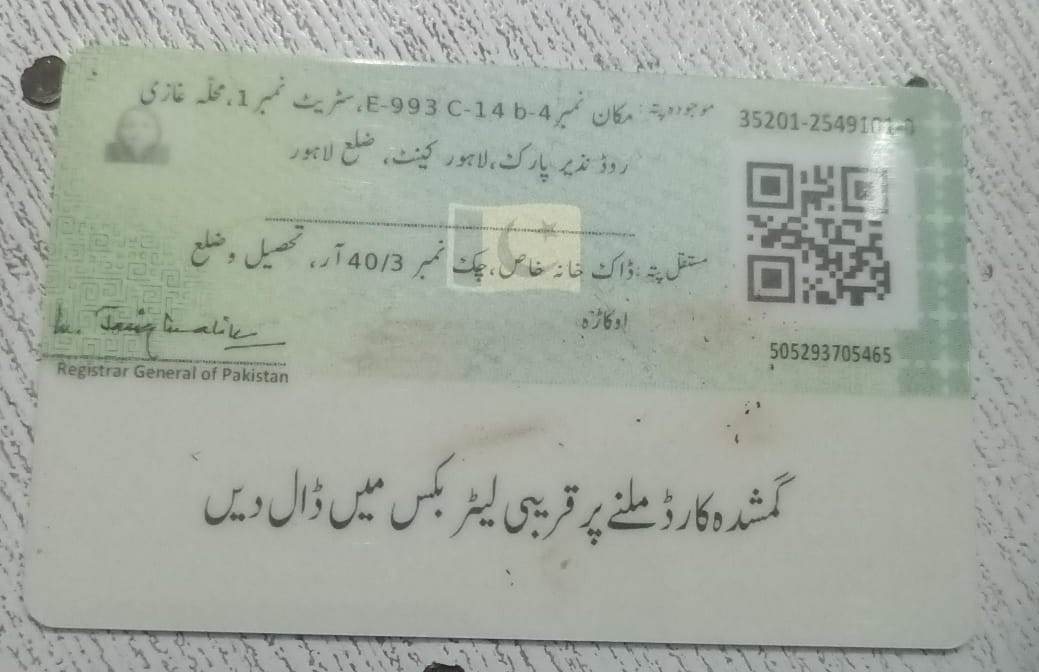 موجودہ پتہ: مکان نمبر E-993 C-14 b-4، سٹریٹ نمبر 1، محلہ غازی
روڈ نذیر پارک، لاہور کینٹ، ضلع لاہور
35201-25491
مستقل پتہ: ڈاک خانہ خاص، چک نمبر 40/3 آر، تحصیل و ضلع
اوکاڑہ
505293705465
Registrar General of Pakistan
گمشدہ کارڈ ملنے پر قریبی لیٹر بکس میں ڈال دیں